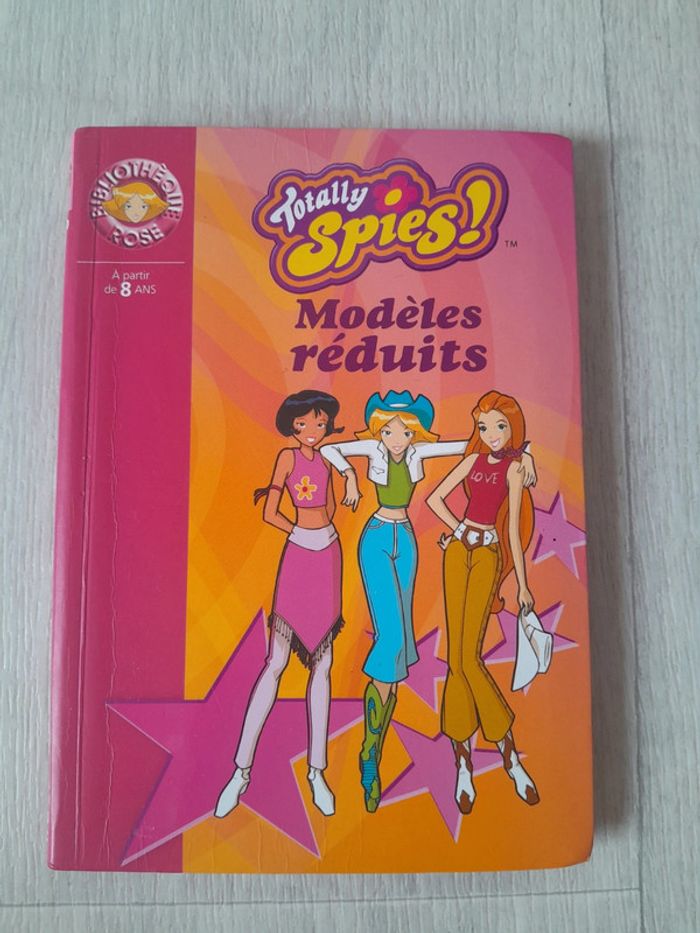 BIBLIOTHÈQUE
ROSE
À partir
de 8 ANS
Totally
Spies!
TM
Modèles
réduits
LOVE